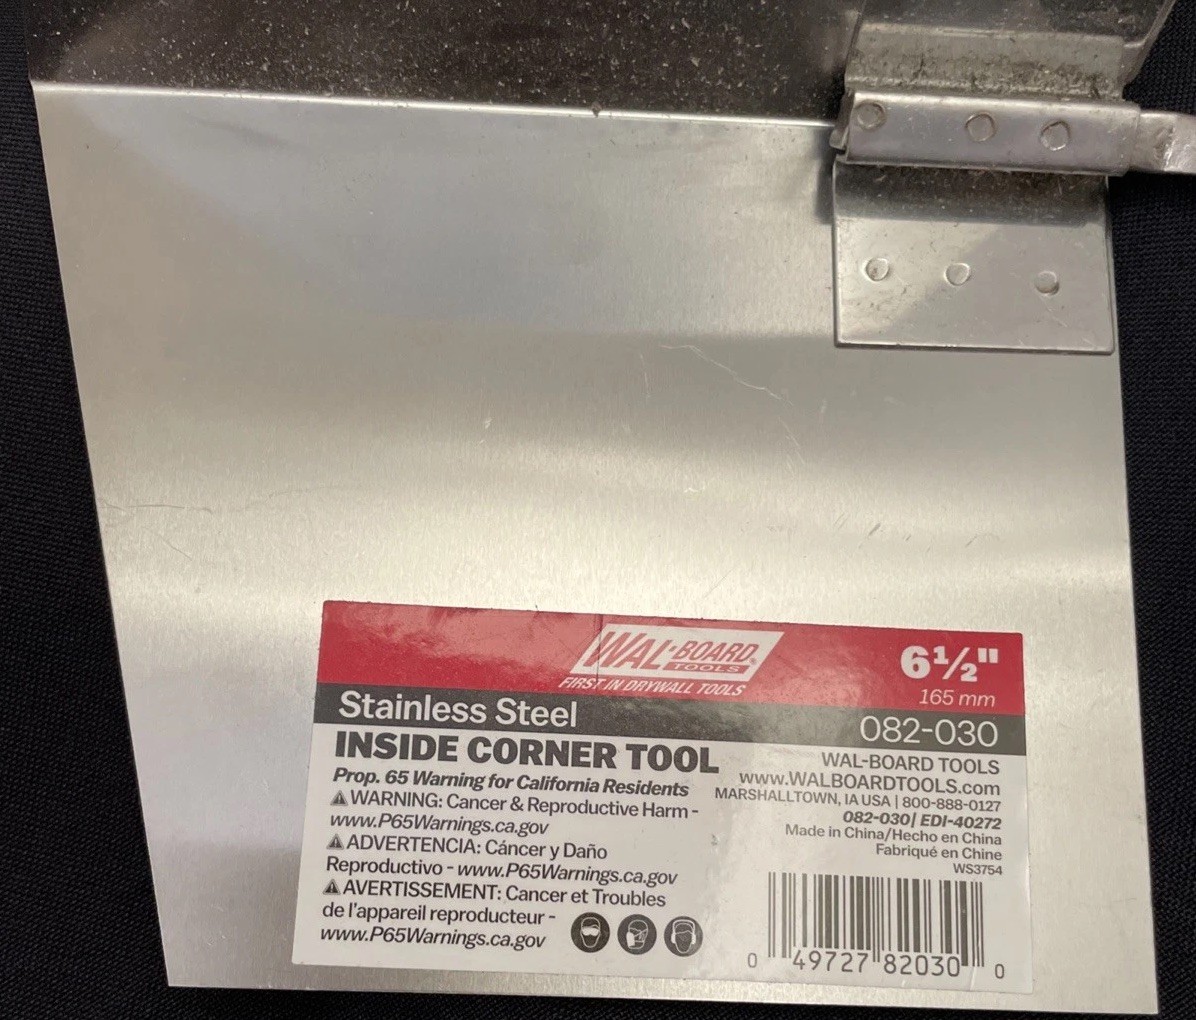 WAL-BOARD®
TOOLS
FIRST IN DRYWALL TOOLS
6½"
165 mm
Stainless Steel
082-030
INSIDE CORNER TOOL
Prop. 65 Warning for California Residents
⚠WARNING: Cancer & Reproductive Harm -
www.P65Warnings.ca.gov
⚠ADVERTENCIA: Cáncer y Daño
Reproductivo - www.P65Warnings.ca.gov
⚠AVERTISSEMENT: Cancer et Troubles
de l'appareil reproducteur -
www.P65Warnings.ca.gov
WAL-BOARD TOOLS
www.WALBOARDTOOLS.com
MARSHALLTOWN, IA USA | 800-888-0127
082-030| EDI-40272
Made in China/Hecho en China
Fabriqué en Chine
WS3754
0 49727 82030 0